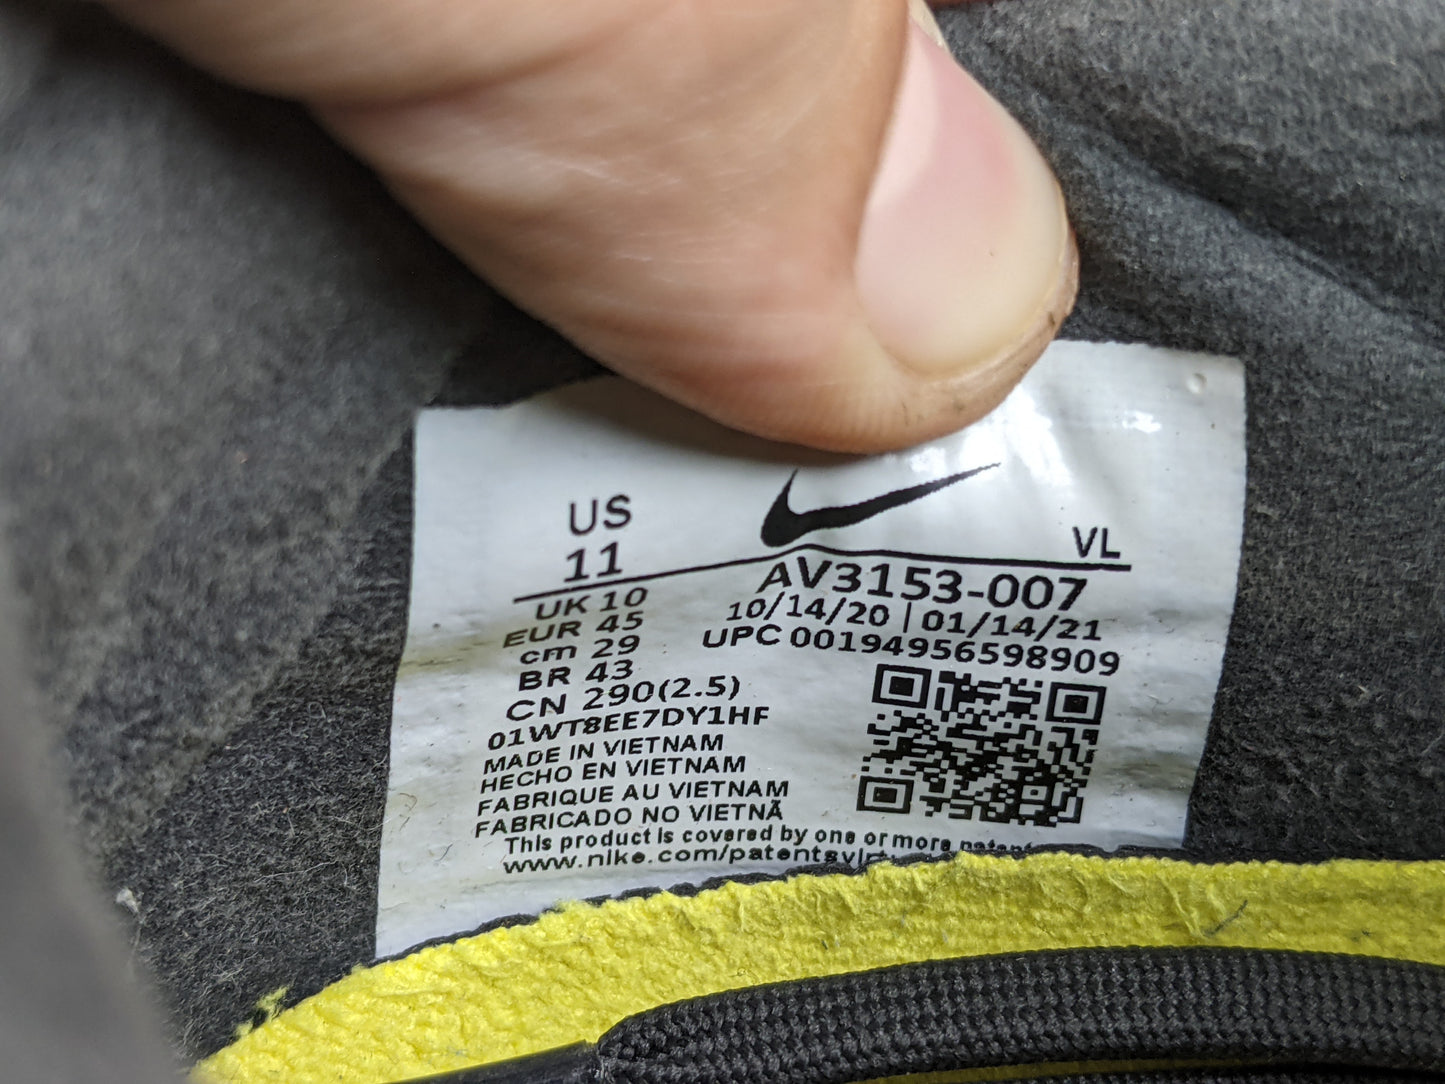 US
11
VL
UK 10
EUR 45
cm 29
BR 43
CN 290(2.5)
AV3153-007
10/14/20 | 01/14/21
UPC 00194956598909
01WT8EE7DY1HF
MADE IN VIETNAM
HECHO EN VIETNAM
FABRIQUE AU VIETNAM
FABRICADO NO VIETNÃ
This product is covered by one or more patent
www.nike.com/patentsvirt